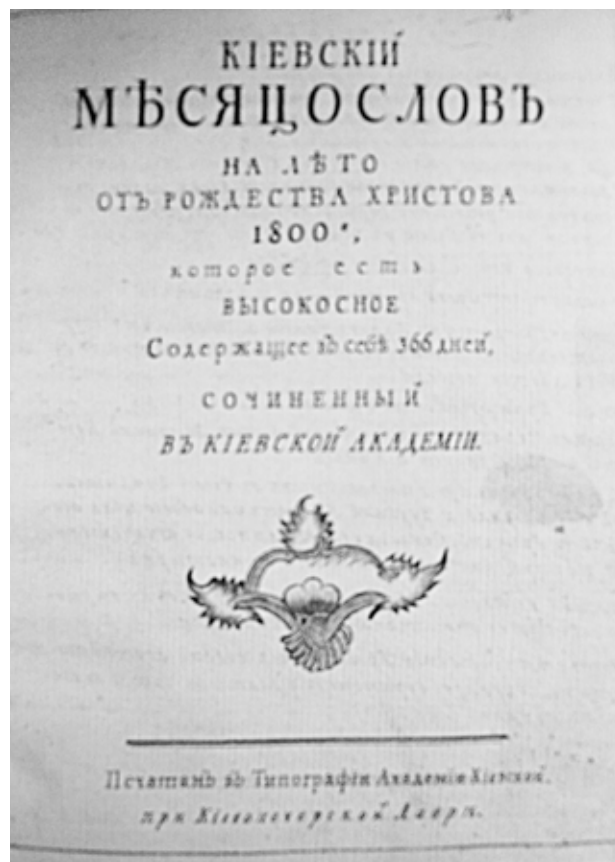 КІЕВСКІЙ
МѢСЯЦОСЛОВЪ
НА ЛѢТО
ОТЪ РОЖДЕСТВА ХРИСТОВА
1800,
которое есть
ВЫСОКОСНОЕ
Содержащее въ себѣ 366 дней,
СОЧИНЕННЫЙ
ВЪ КІЕВСКОЙ АКАДЕМІИ.
Печатанъ въ Типографіи Академіи Кіевской.
при Кіевопечерской Лаврѣ.